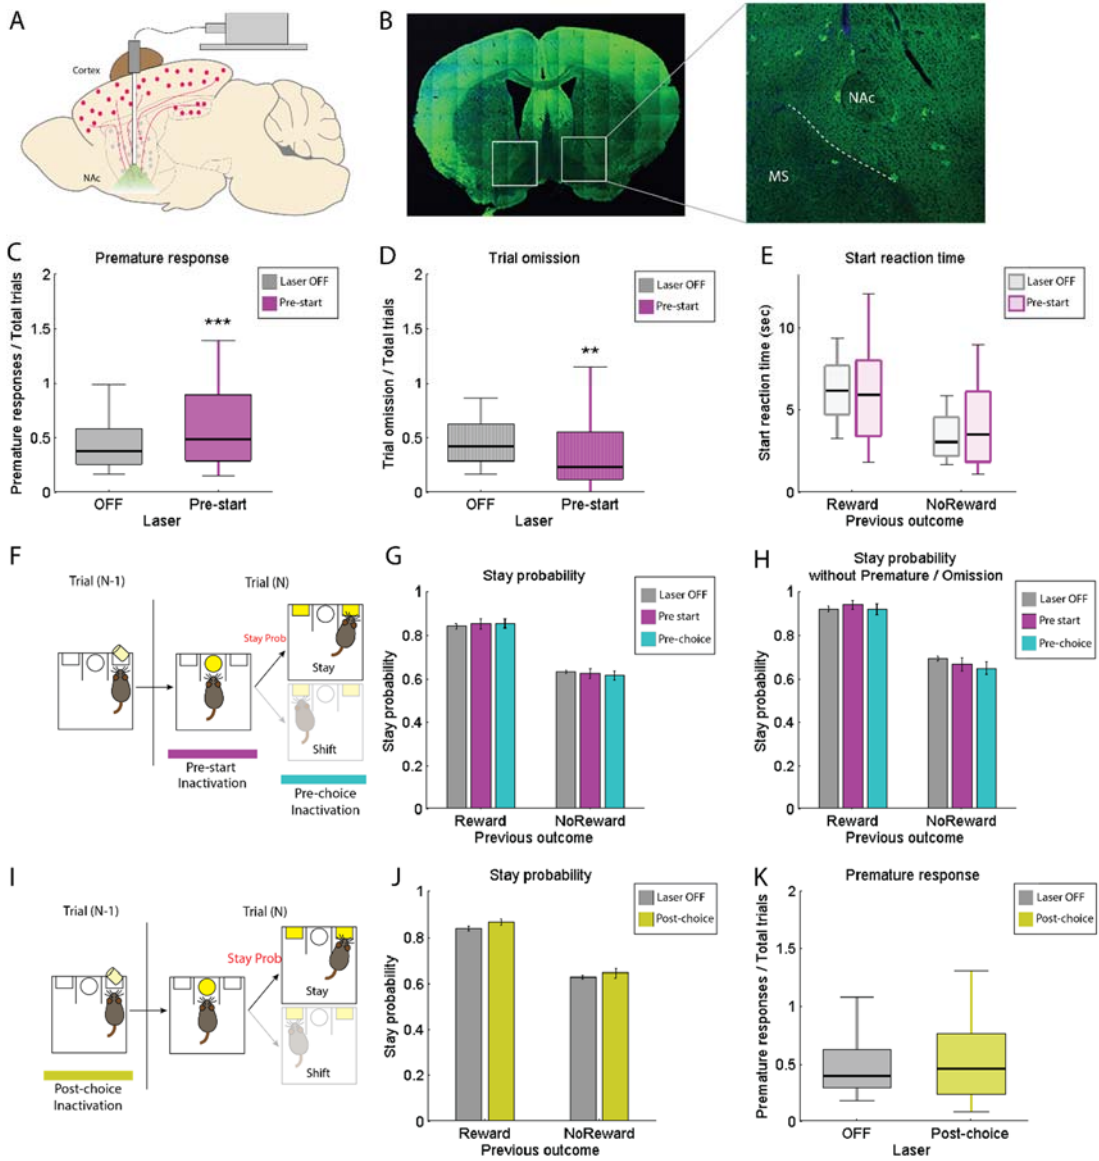 A
Cortex
NAc
B
NAc
MS
C
Premature response
Premature responses / Total trials
2
1.5
1
0.5
0
***
OFF
Pre-start
Laser
Laser OFF
Pre-start
D
Trial omission
Trial omission / Total trials
2
1.5
1
0.5
0
**
OFF
Pre-start
Laser
Laser OFF
Pre-start
E
Start reaction time
Start reaction time (sec)
10
5
0
Reward
NoReward
Previous outcome
Laser OFF
Pre-start
F
Trial (N-1)
Trial (N)
Stay Prob
Stay
Shift
Pre-start
Inactivation
Pre-choice
Inactivation
G
Stay probability
Stay probability
1
0.8
0.6
0.4
0.2
0
Reward
NoReward
Previous outcome
Laser OFF
Pre start
Pre-choice
H
Stay probability
without Premature / Omission
Stay probability
1
0.8
0.6
0.4
0.2
0
Reward
NoReward
Previous outcome
Laser OFF
Pre start
Pre-choice
I
Trial (N-1)
Trial (N)
Stay Prob
Stay
Shift
Post-choice
Inactivation
J
Stay probability
Stay probability
1
0.8
0.6
0.4
0.2
0
Reward
NoReward
Previous outcome
Laser OFF
Post-choice
K
Premature response
Premature responses / Total trials
2
1.5
1
0.5
0
OFF
Post-choice
Laser
Laser OFF
Post-choice